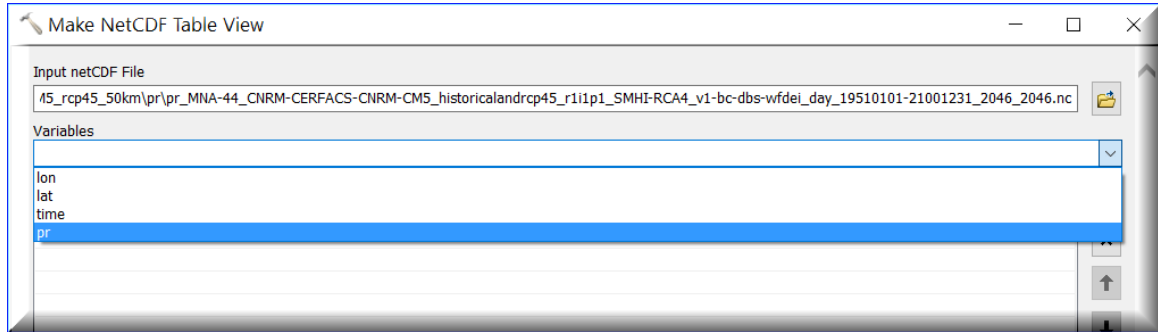 Make NetCDF Table View
Input netCDF File
M5_rcp45_50km\pr\pr_MNA-44_CNRM-CERFACS-CNRM-CM5_historicalandrcp45_r1i1p1_SMHI-RCA4_v1-bc-dbs-wfdei_day_19510101-21001231_2046_2046.nc
Variables
lon
lat
time
pr